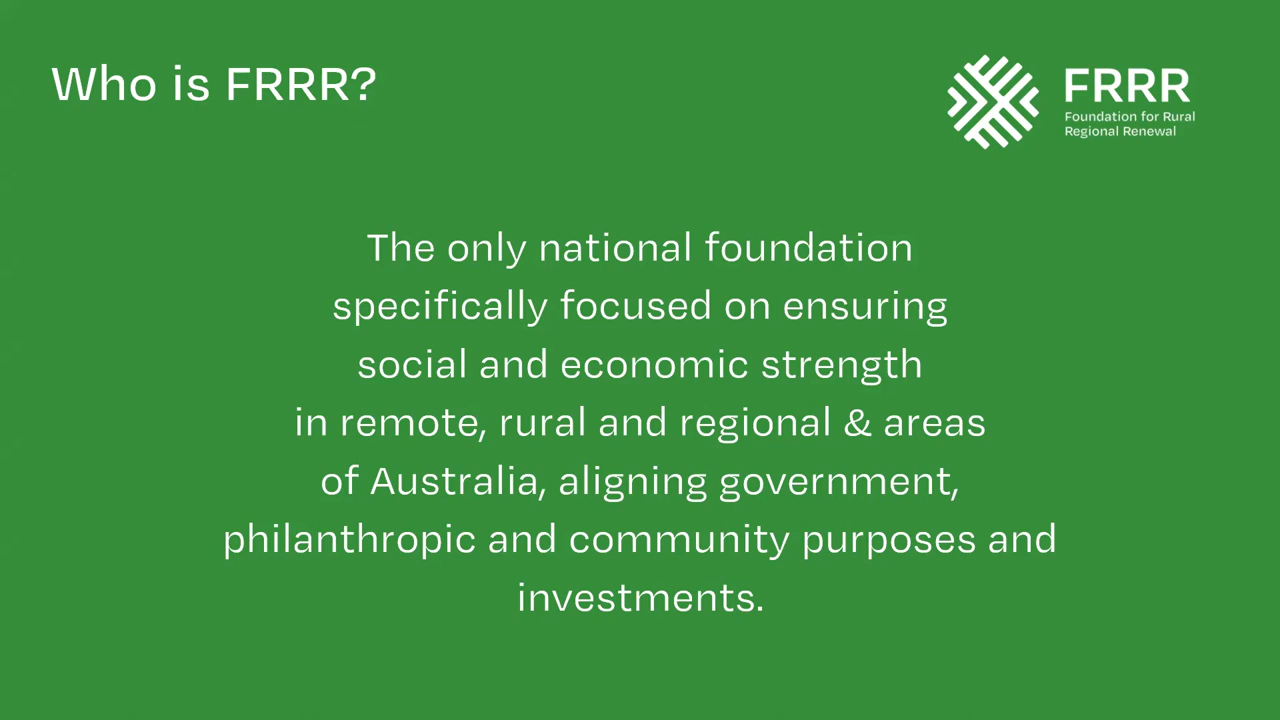 Who is FRRR?
FRRR
Foundation for Rural
Regional Renewal
The only national foundation
specifically focused on ensuring
social and economic strength
in remote, rural and regional & areas
of Australia, aligning government,
philanthropic and community purposes and
investments.